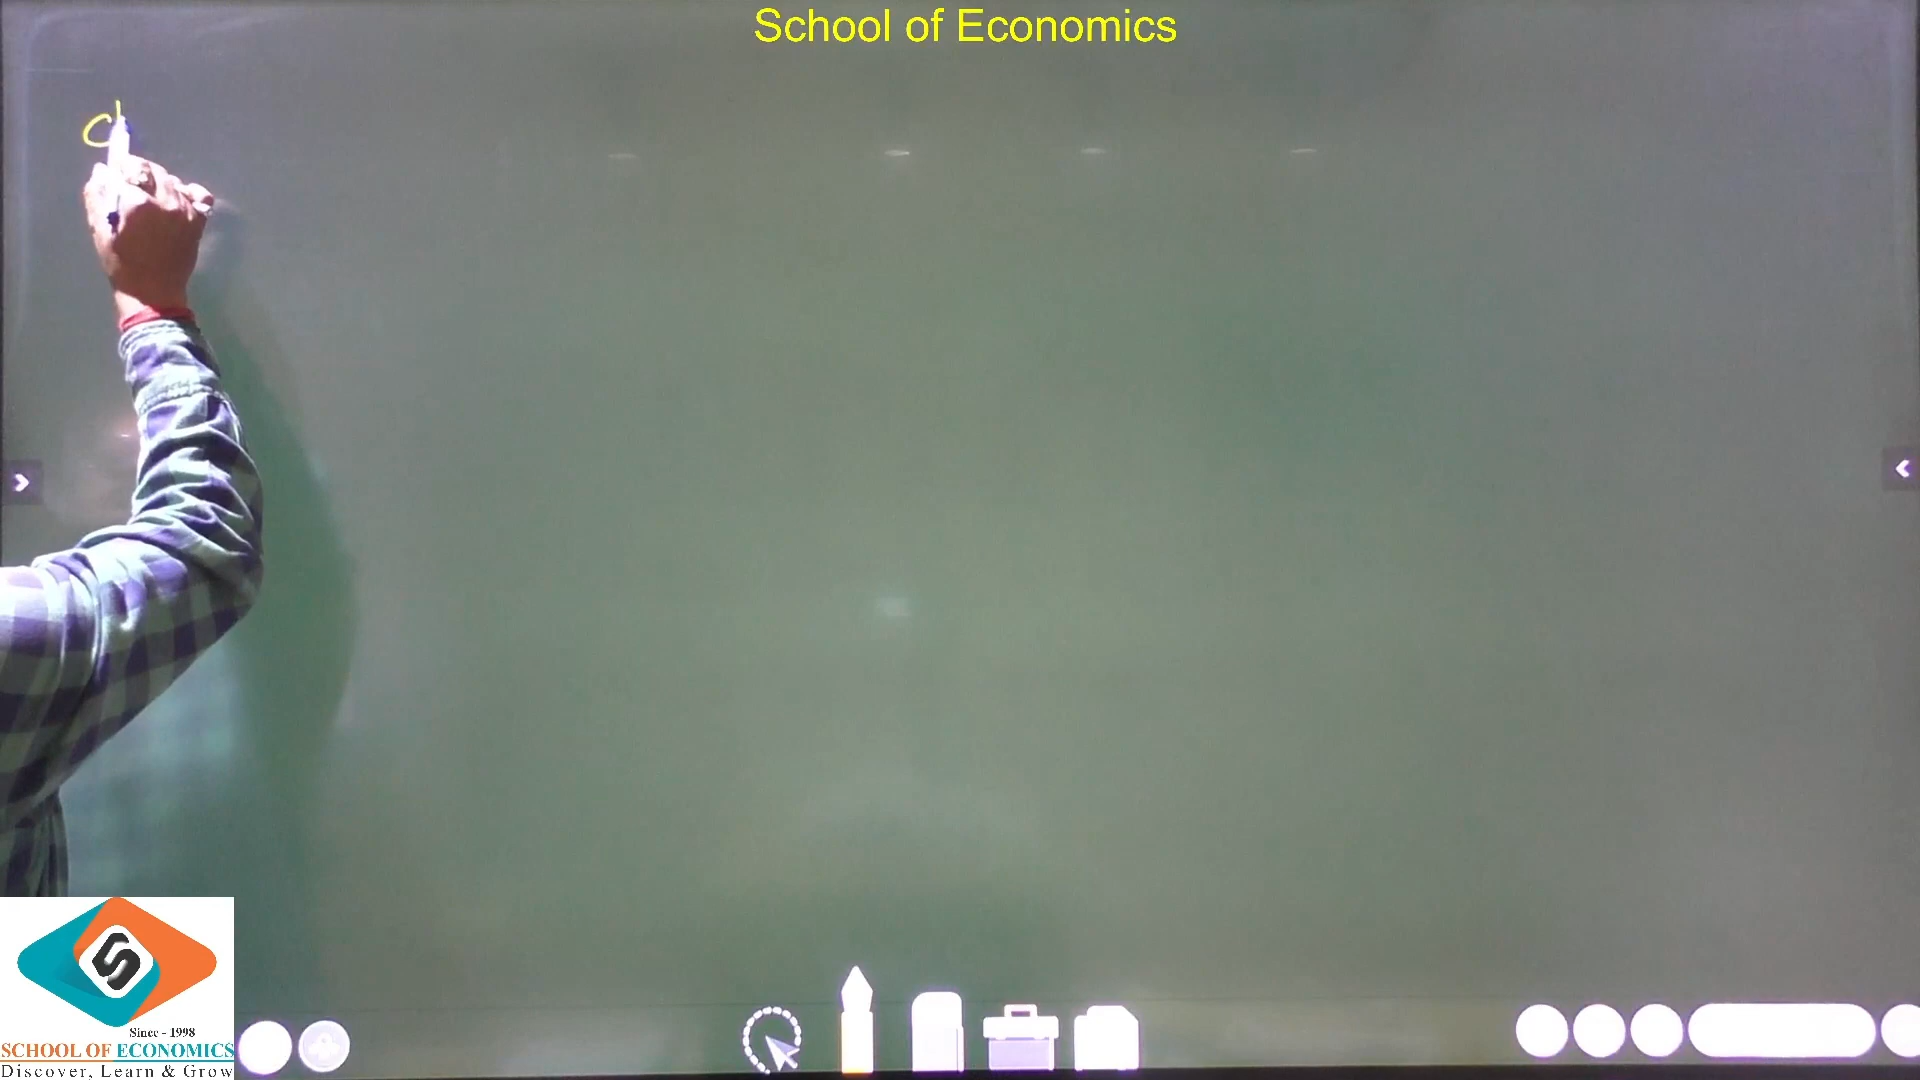 School of Economics
Since - 1998
SCHOOL OF ECONOMICS
Discover, Learn & Grow